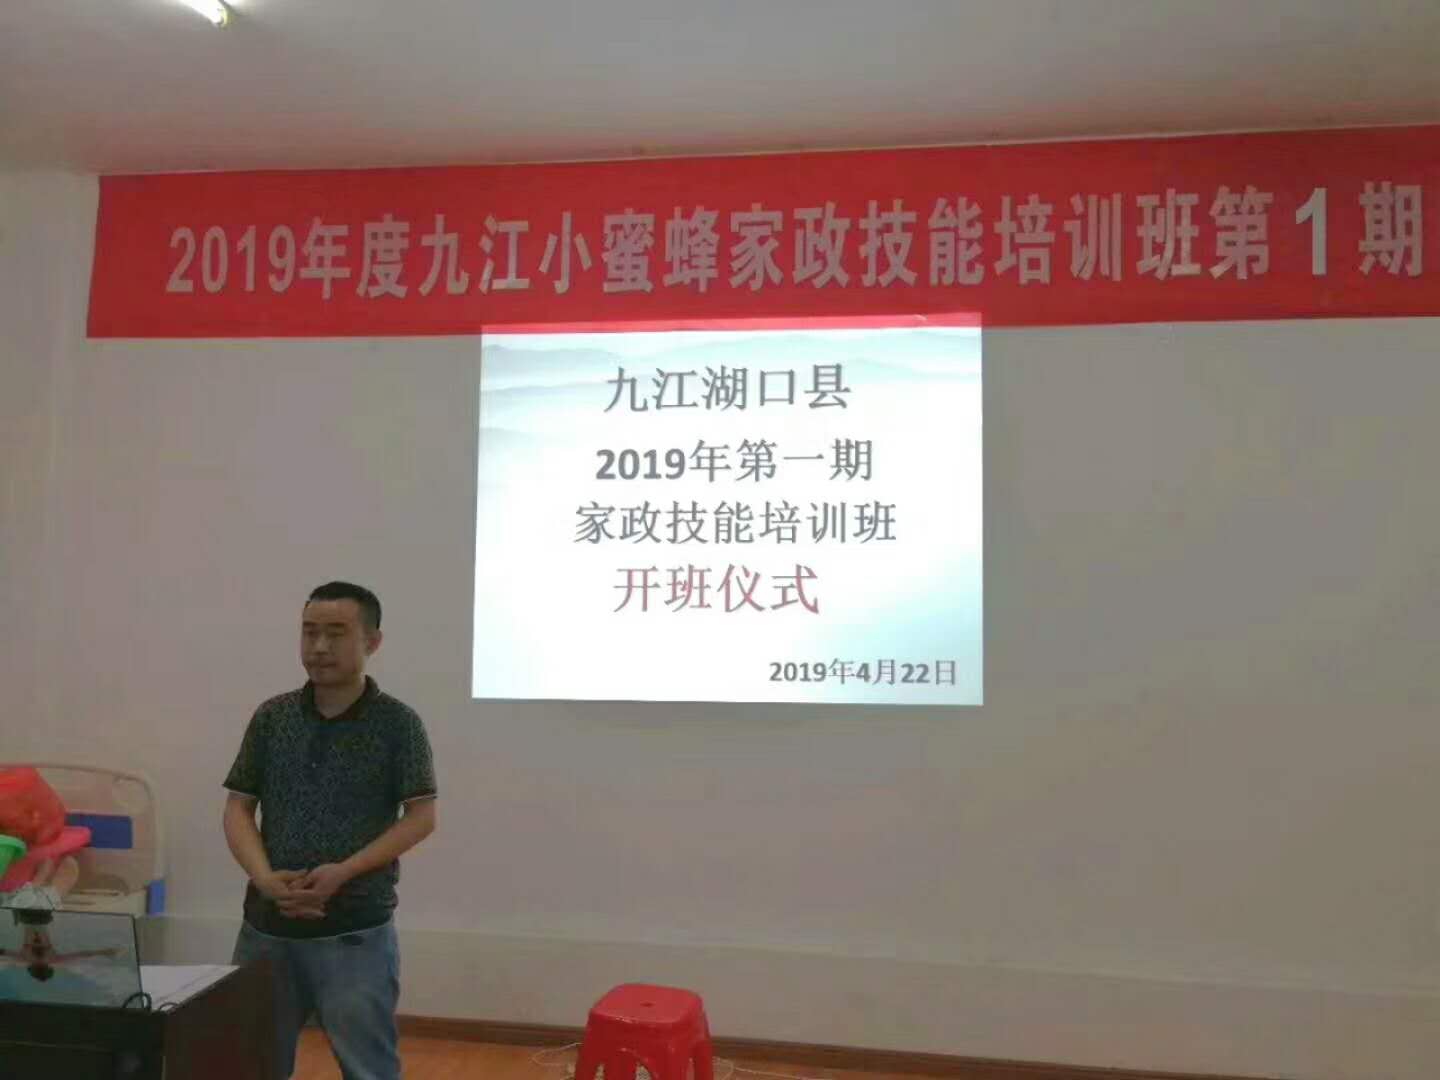 2019年度九江小蜜蜂家政技能培训班第1期
九江湖口县
2019年第一期
家政技能培训班
开班仪式
2019年4月22日